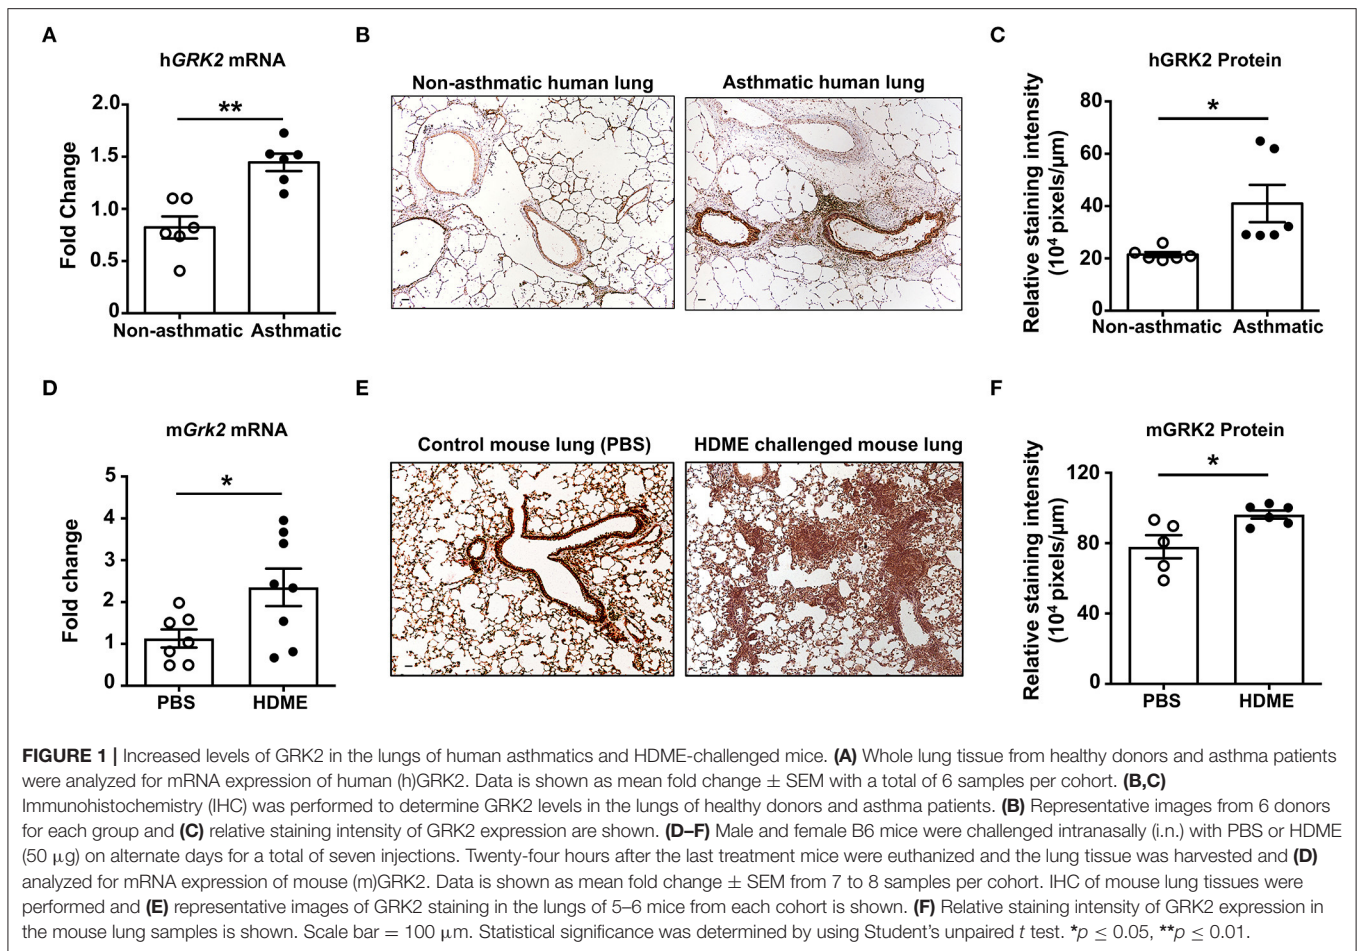 A
hGRK2 mRNA
**
Fold Change
2.0
1.5
1.0
0.5
0
Non-asthmatic Asthmatic
B
Non-asthmatic human lung
Asthmatic human lung
C
hGRK2 Protein
*
Relative staining intensity
(10⁴ pixels/µm)
80
60
40
20
0
Non-asthmatic Asthmatic
D
mGrk2 mRNA
*
Fold change
5
4
3
2
1
0
PBS HDME
E
Control mouse lung (PBS)
HDME challenged mouse lung
F
mGRK2 Protein
*
Relative staining intensity
(10⁴ pixels/µm)
120
80
40
0
PBS HDME
FIGURE 1 | Increased levels of GRK2 in the lungs of human asthmatics and HDME-challenged mice. (A) Whole lung tissue from healthy donors and asthma patients
were analyzed for mRNA expression of human (h)GRK2. Data is shown as mean fold change ± SEM with a total of 6 samples per cohort. (B,C)
Immunohistochemistry (IHC) was performed to determine GRK2 levels in the lungs of healthy donors and asthma patients. (B) Representative images from 6 donors
for each group and (C) relative staining intensity of GRK2 expression are shown. (D–F) Male and female B6 mice were challenged intranasally (i.n.) with PBS or HDME
(50 µg) on alternate days for a total of seven injections. Twenty-four hours after the last treatment mice were euthanized and the lung tissue was harvested and (D)
analyzed for mRNA expression of mouse (m)GRK2. Data is shown as mean fold change ± SEM from 7 to 8 samples per cohort. IHC of mouse lung tissues were
performed and (E) representative images of GRK2 staining in the lungs of 5–6 mice from each cohort is shown. (F) Relative staining intensity of GRK2 expression in
the mouse lung samples is shown. Scale bar = 100 µm. Statistical significance was determined by using Student's unpaired t test. *p ≤ 0.05, **p ≤ 0.01.